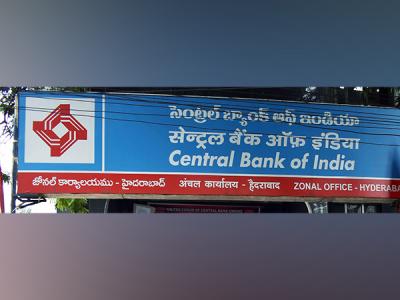 సెంట్రల్ బ్యాంక్ ఆఫ్ ఇండియా
सेन्ट्रल बैंक ऑफ़ इंडिया
Central Bank of India
జోనల్ కార్యాలయము - హైదరాబాద్ अंचल कार्यालय - हैदराबाद ZONAL OFFICE - HYDERABA